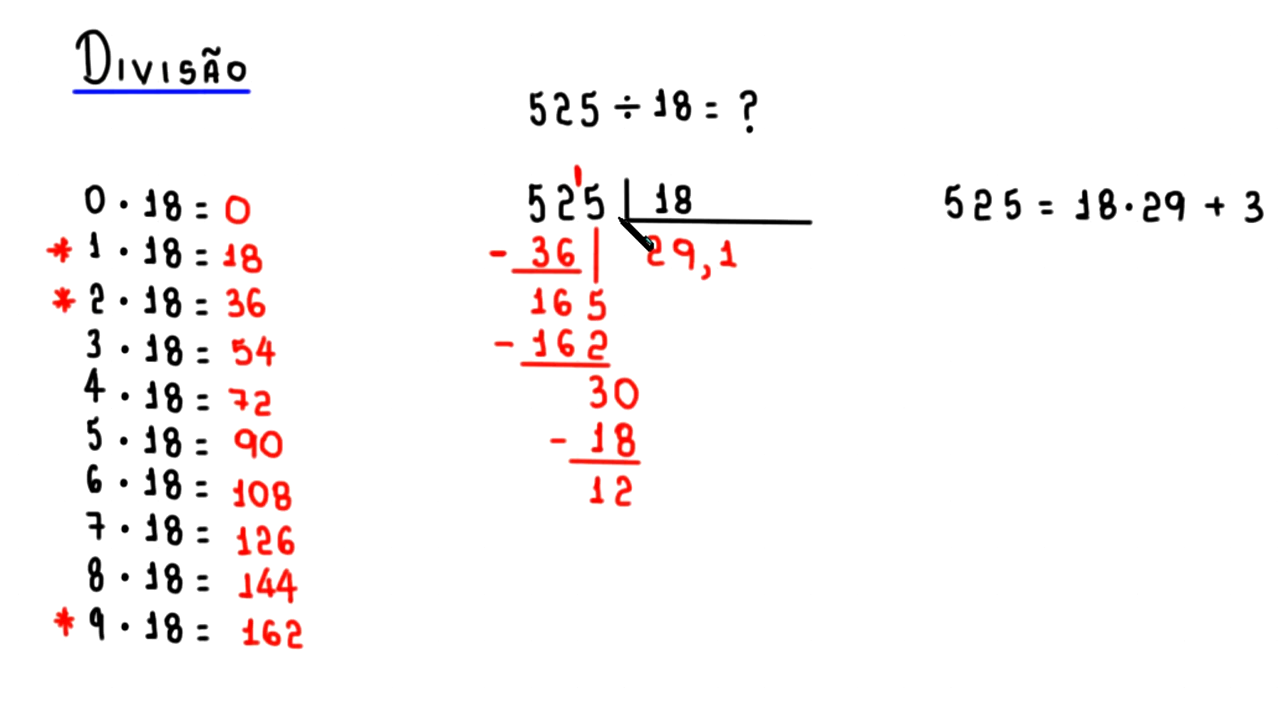 Divisão
525 ÷ 18 = ?
0 · 18 = 0
* 1 · 18 = 18
* 2 · 18 = 36
3 · 18 = 54
4 · 18 = 72
5 · 18 = 90
6 · 18 = 108
7 · 18 = 126
8 · 18 = 144
* 9 · 18 = 162
52'5 | 18
- 36 | 29,1
165
- 162
30
- 18
12
525 = 18·29 + 3